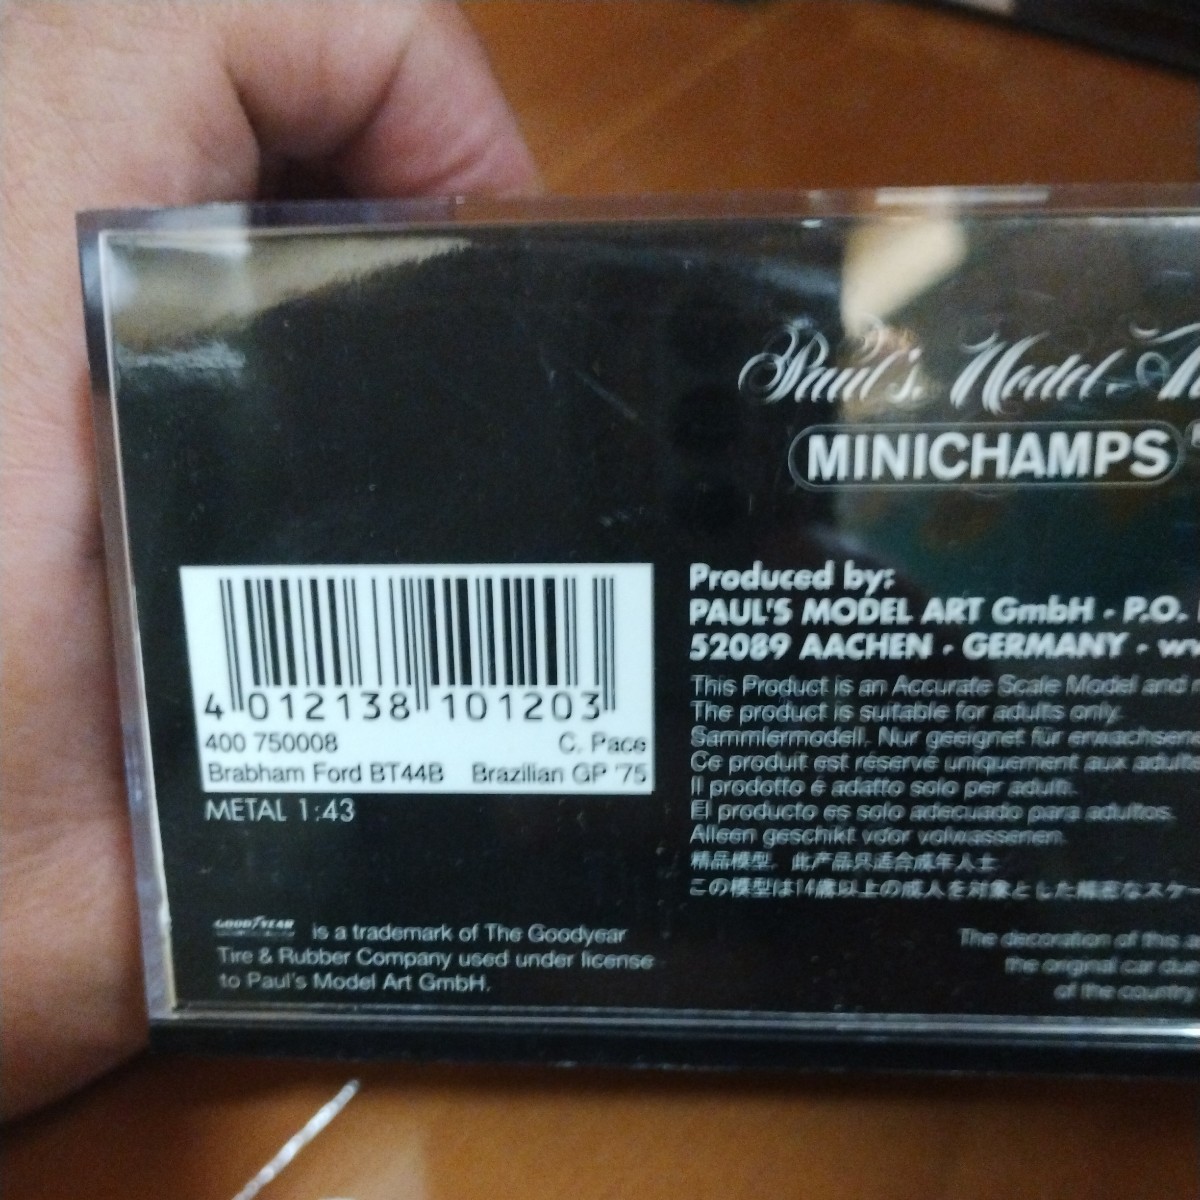 Paul's Model
MINICHAMPS
4 012138 101203
400 750008 C. Pace
Brabham Ford BT44B Brazilian GP '75
METAL 1:43
Produced by:
PAUL'S MODEL ART GmbH - P.O.
52089 AACHEN - GERMANY -
This Product is an Accurate Scale Model and
The product is suitable for adults only.
Sammlermodell. Nur geeignet für
Ce produit est réservé uniquement aux
Il prodotto è adatto solo per adulti.
El producto es solo adecuado para adultos.
Alleen geschikt voor volwassenen.
精品模型, 此产品只适合成年人士
この模型は14歳以上の成人を対象とした精密なスケー
GOODYEAR is a trademark of The Goodyear
Tire & Rubber Company used under license
to Paul's Model Art GmbH.
The decoration of this
the original car
of the country